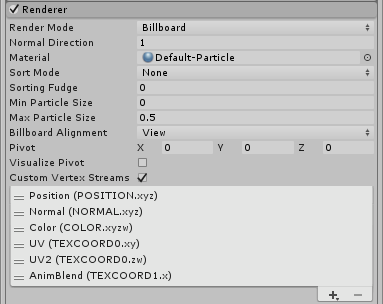 Renderer
Render Mode Billboard
Normal Direction 1
Material Default-Particle
Sort Mode None
Sorting Fudge 0
Min Particle Size 0
Max Particle Size 0.5
Billboard Alignment View
Pivot X 0 Y 0 Z 0
Visualize Pivot
Custom Vertex Streams
Position (POSITION.xyz)
Normal (NORMAL.xyz)
Color (COLOR.xyzw)
UV (TEXCOORD0.xy)
UV2 (TEXCOORD0.zw)
AnimBlend (TEXCOORD1.x)